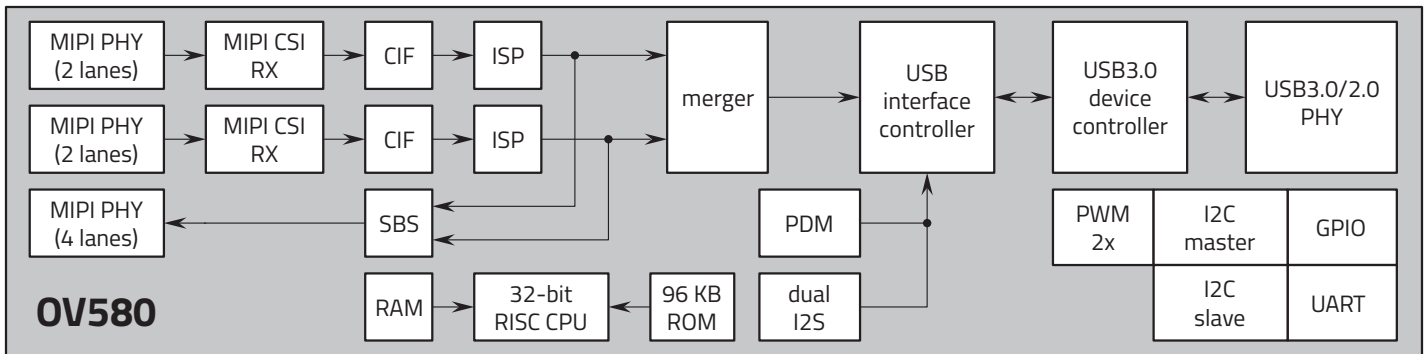 MIPI PHY
(2 lanes)
MIPI CSI
RX
CIF
ISP
merger
USB
interface
controller
USB3.0
device
controller
USB3.0/2.0
PHY
MIPI PHY
(2 lanes)
MIPI CSI
RX
CIF
ISP
MIPI PHY
(4 lanes)
SBS
PDM
PWM
2x
I2C
master
GPIO
OV580
RAM
32-bit
RISC CPU
96 KB
ROM
dual
I2S
I2C
slave
UART